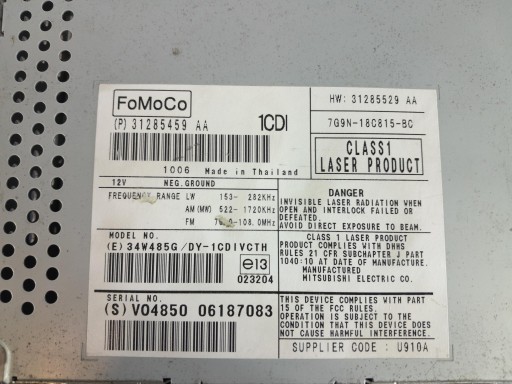 FoMoCo
(P) 31285459 AA
1CDI
HW: 31285529 AA
7G9N-18C815-BC
CLASS1
LASER PRODUCT
1006 Made in Thailand
12V NEG.GROUND
FREQUENCY RANGE LW 153- 282KHz
AM(MW) 522- 1720KHz
FM 108.0MHz
DANGER
INVISIBLE LASER RADIATION WHEN
OPEN AND INTERLOCK FAILED OR
DEFEATED.
AVOID DIRECT EXPOSURE TO BEAM.
MODEL NO.
(E) 34W485G/DY-1CDIVCTH
e13
023204
CLASS 1 LASER PRODUCT
PRODUCT COMPLIES WITH DHHS
RULES 21 CFR SUBCHAPTER J PART
1040:10 AT DATE OF MANUFACTURE.
MANUFACTURED
MITSUBISHI ELECTRIC CO.
SERIAL NO.
(S) VO4850 06187083
THIS DEVICE COMPLIES WITH PART
15 OF THE FCC RULES.
OPERATION IS SUBJECT TO THE
CONDITION THAT THIS DEVICE DOES
NOT CAUSE HARMFUL INTERFERENCE.
SUPPLIER CODE : U910A